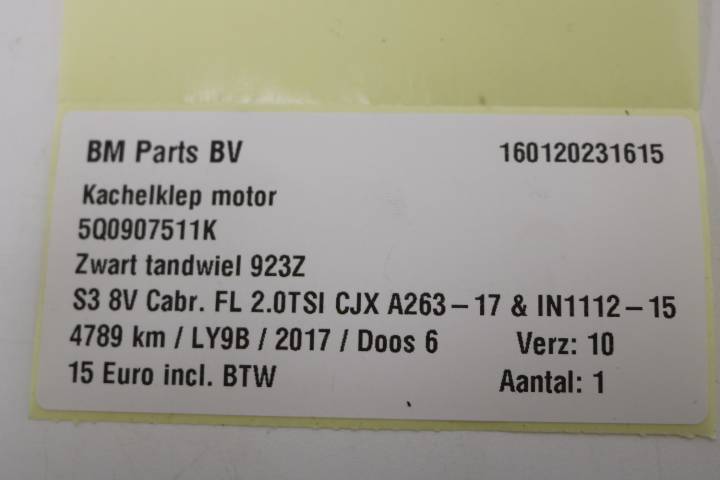 BM Parts BV 160120231615
Kachelklep motor
5Q0907511K
Zwart tandwiel 923Z
S3 8V Cabr. FL 2.0TSI CJX A263-17 & IN1112-15
4789 km / LY9B / 2017 / Doos 6 Verz: 10
15 Euro incl. BTW Aantal: 1